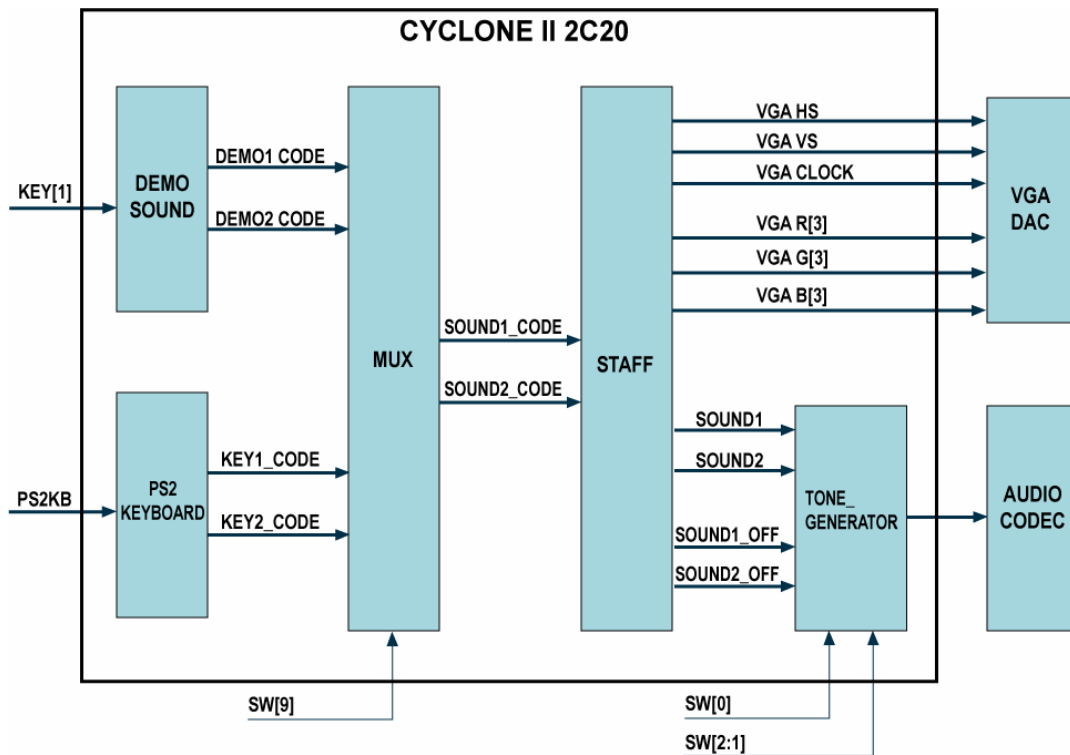 CYCLONE II 2C20
KEY[1]
DEMO
SOUND
DEMO1 CODE
DEMO2 CODE
PS2KB
PS2
KEYBOARD
KEY1_CODE
KEY2_CODE
MUX
SW[9]
SOUND1_CODE
SOUND2_CODE
STAFF
VGA HS
VGA VS
VGA CLOCK
VGA R[3]
VGA G[3]
VGA B[3]
VGA
DAC
SOUND1
SOUND2
SOUND1_OFF
SOUND2_OFF
TONE_
GENERATOR
AUDIO
CODEC
SW[0]
SW[2:1]